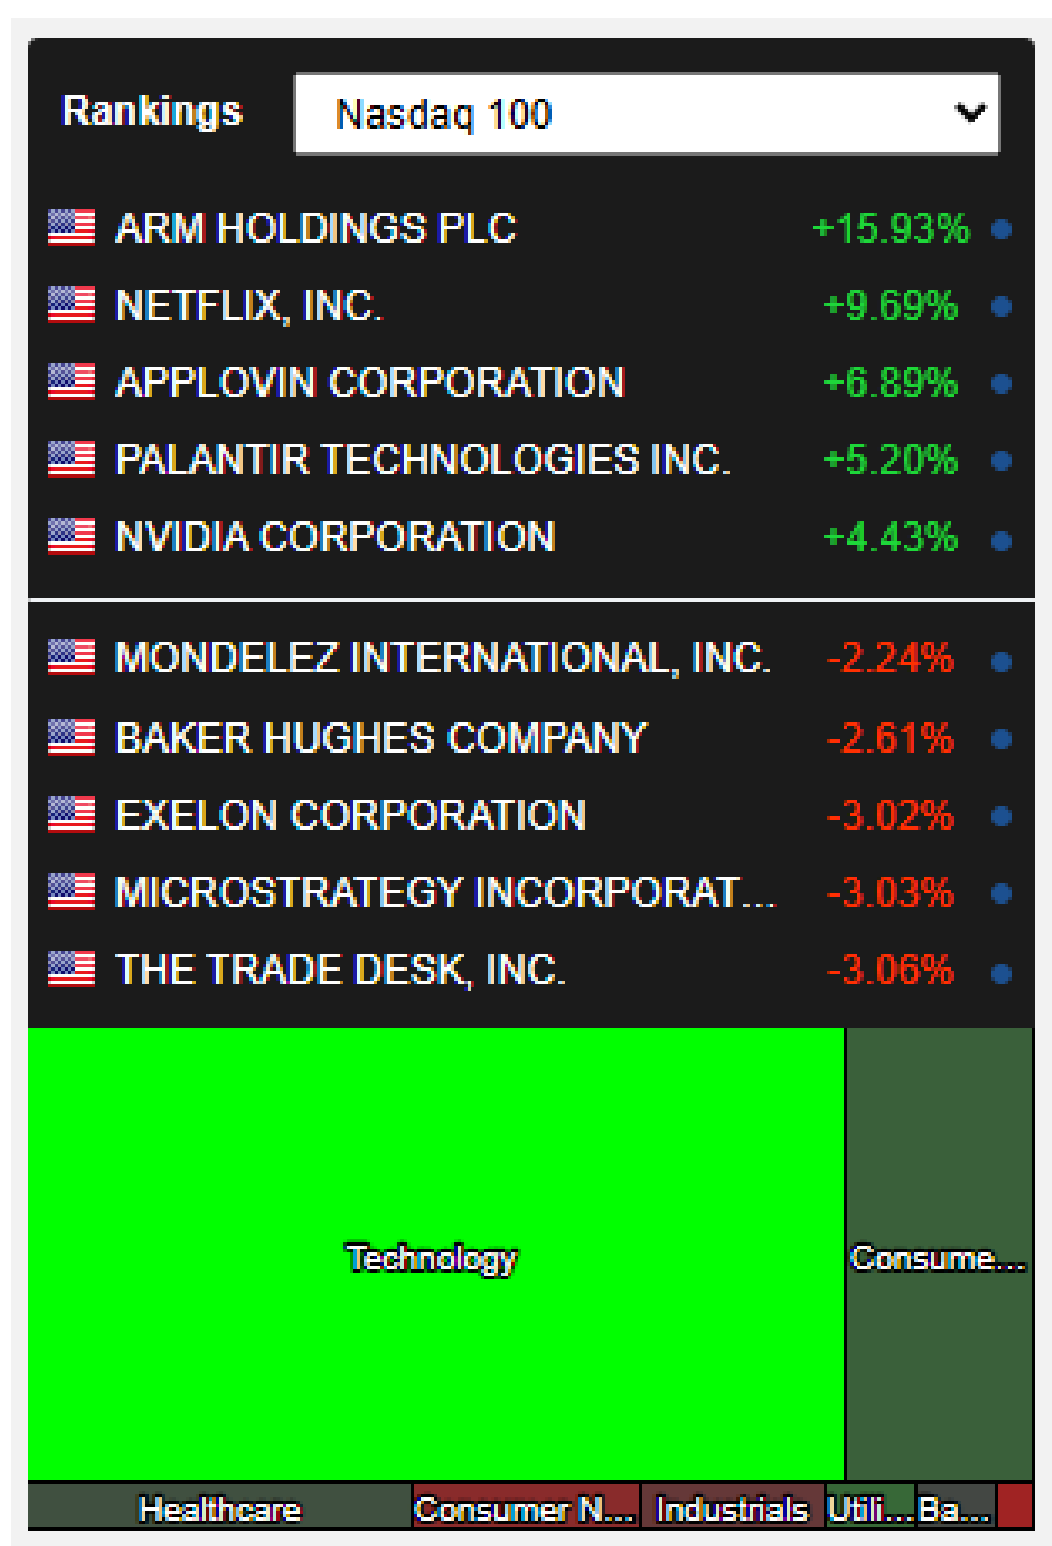 Rankings Nasdaq 100
ARM HOLDINGS PLC +15.93%
NETFLIX, INC. +9.69%
APPLOVIN CORPORATION +6.89%
PALANTIR TECHNOLOGIES INC. +5.20%
NVIDIA CORPORATION +4.43%
MONDELEZ INTERNATIONAL, INC. -2.24%
BAKER HUGHES COMPANY -2.61%
EXELON CORPORATION -3.02%
MICROSTRATEGY INCORPORAT... -3.03%
THE TRADE DESK, INC. -3.06%
Technology Consume...
Healthcare Consumer N... Industrials Utili... Ba...